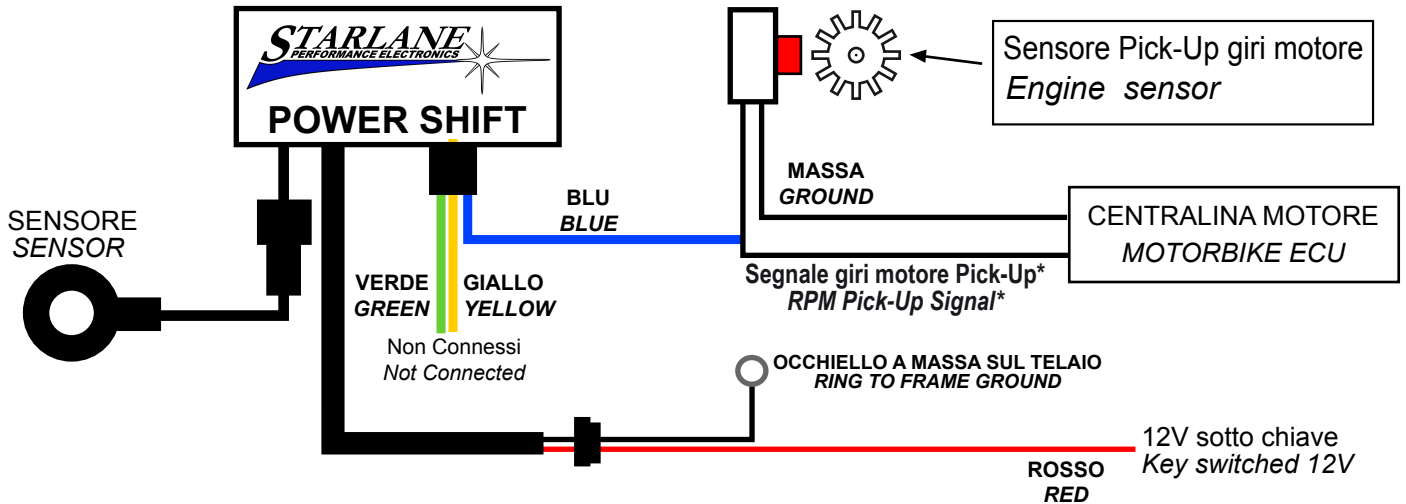 STARLANE
PERFORMANCE ELECTRONICS
POWER SHIFT
Sensore Pick-Up giri motore
Engine sensor
MASSA
GROUND
BLU
BLUE
CENTRALINA MOTORE
MOTORBIKE ECU
SENSORE
SENSOR
Segnale giri motore Pick-Up*
RPM Pick-Up Signal*
VERDE
GREEN
GIALLO
YELLOW
Non Connessi
Not Connected
OCCHIELLO A MASSA SUL TELAIO
RING TO FRAME GROUND
12V sotto chiave
Key switched 12V
ROSSO
RED